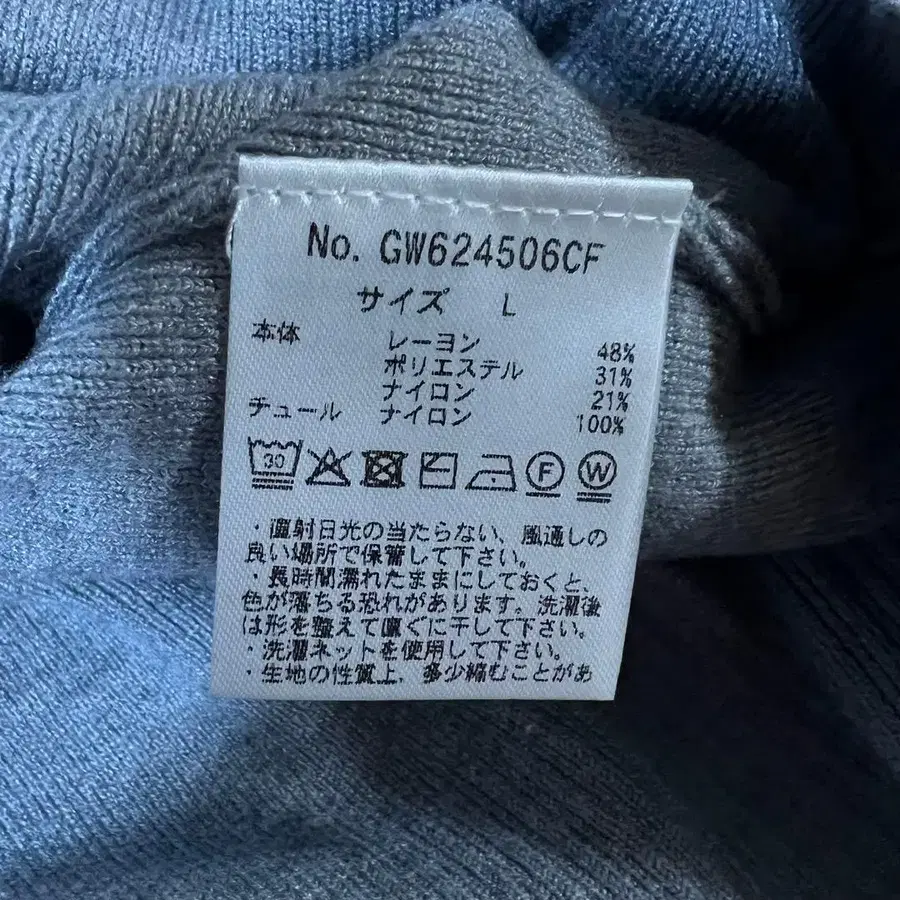 No. GW624506CF
サイズ L
本体 レーヨン 48%
ポリエステル 31%
ナイロン 21%
チュール ナイロン 100%
30 F W
・直射日光の当たらない、風通しの
良い場所で保管して下さい。
・長時間濡れたままにしておくと、
色が落ちる恐れがあります。洗濯後
は形を整えて直ぐに干して下さい。
・洗濯ネットを使用して下さい。
・生地の性質上、多少縮むことがあ